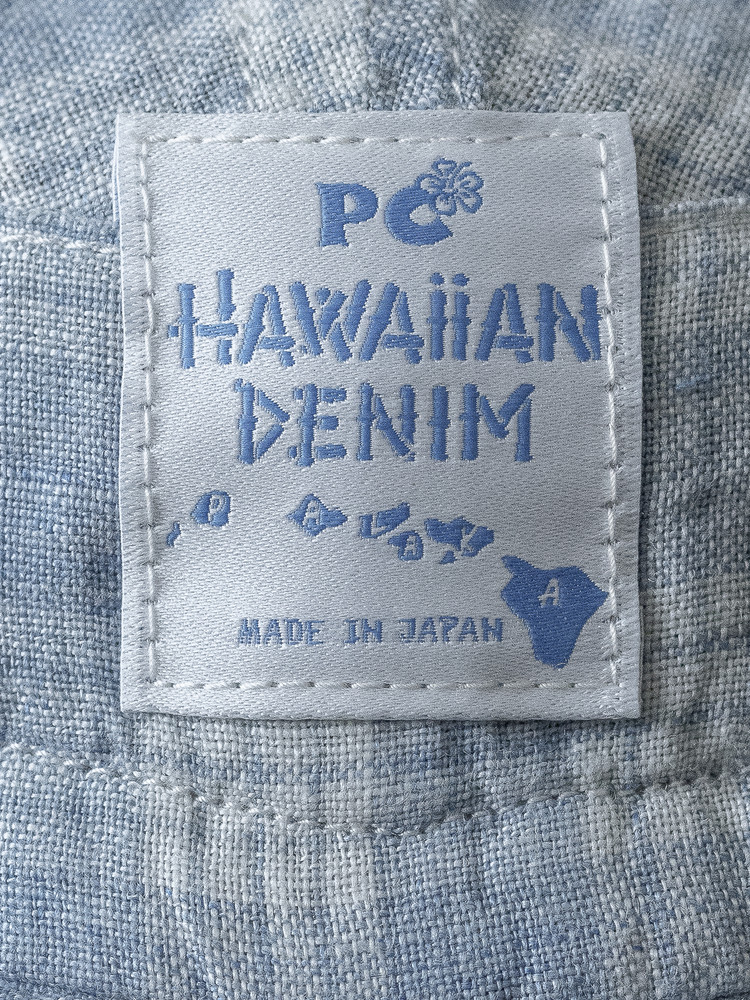 PC
HAWAIIAN
DENIM
P A L A K A
MADE IN JAPAN